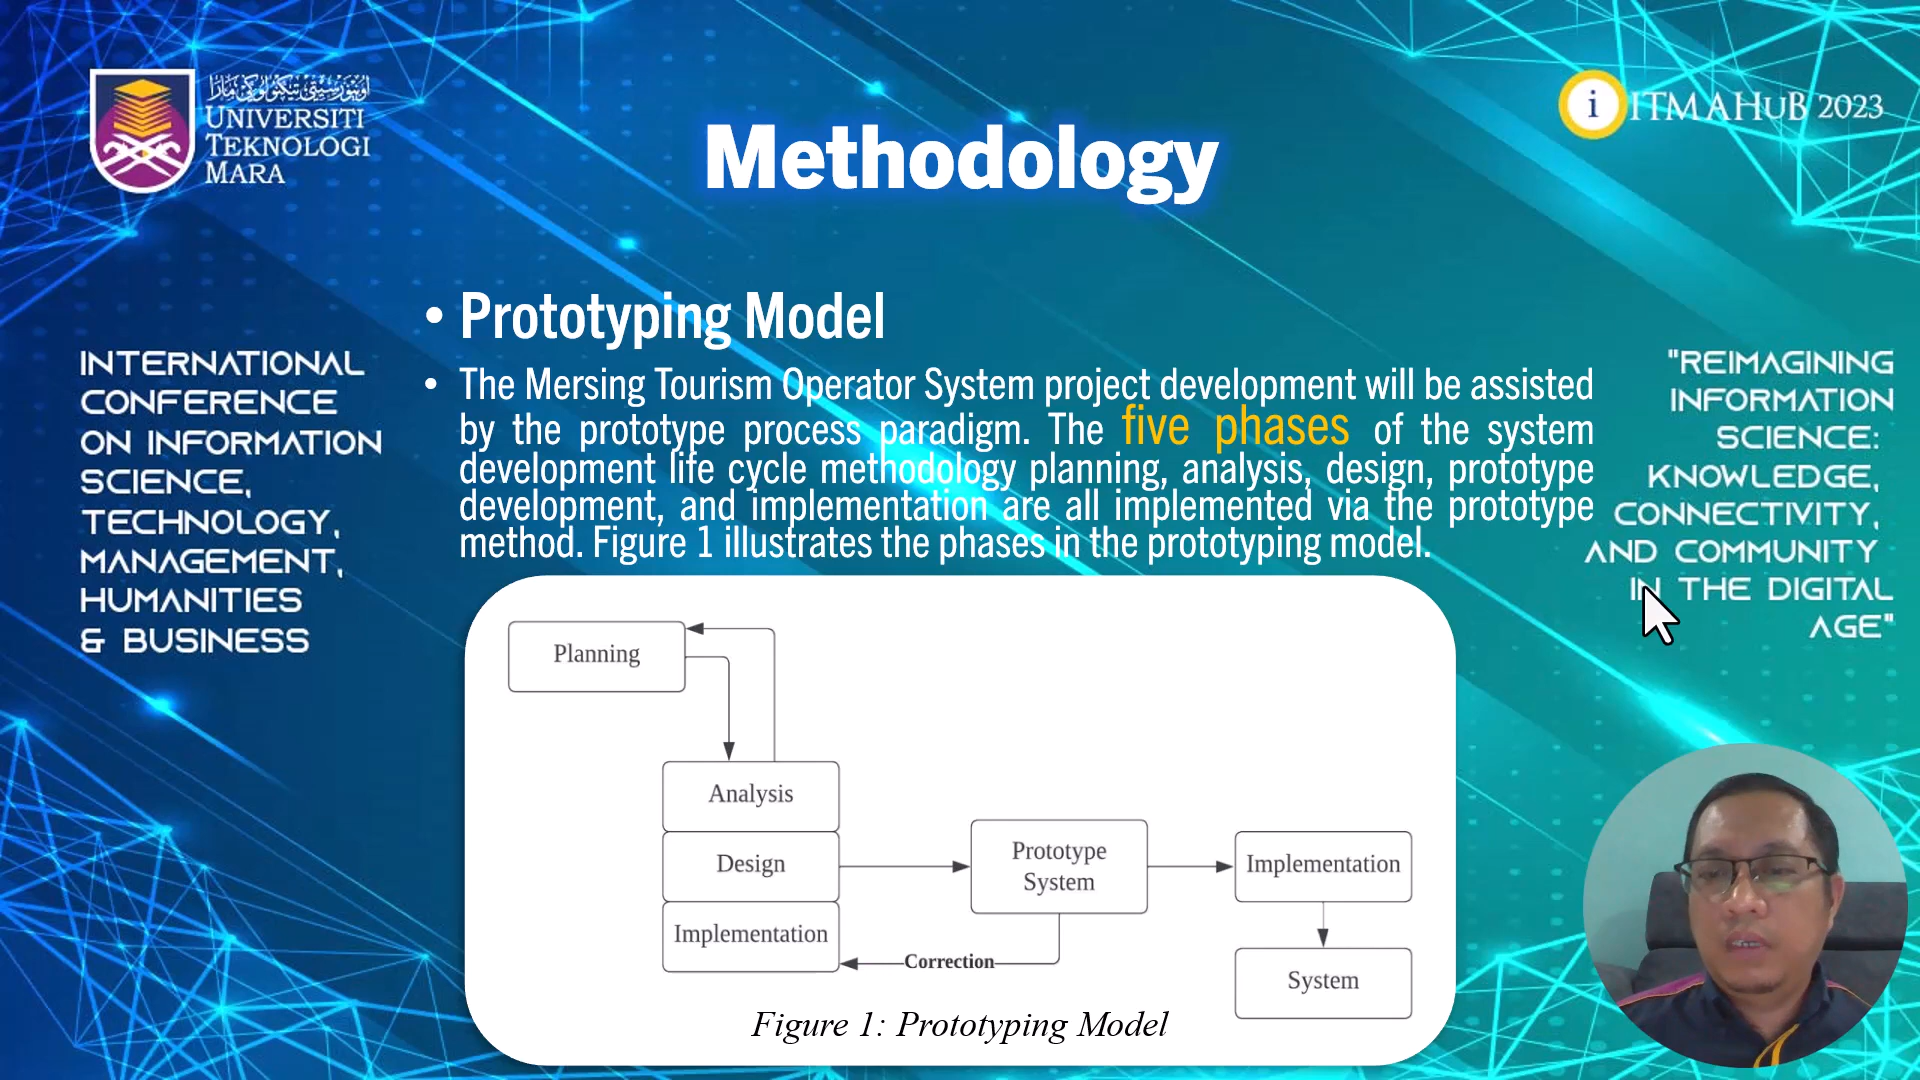 اونيۏرسيتي تيکنولوݢي مارا
UNIVERSITI
TEKNOLOGI
MARA
i ITMAHUB 2023
Methodology
INTERNATIONAL
CONFERENCE
ON INFORMATION
SCIENCE,
TECHNOLOGY,
MANAGEMENT,
HUMANITIES
& BUSINESS
• Prototyping Model
• The Mersing Tourism Operator System project development will be assisted
by the prototype process paradigm. The five phases of the system
development life cycle methodology planning, analysis, design, prototype
development, and implementation are all implemented via the prototype
method. Figure 1 illustrates the phases in the prototyping model.
"REIMAGINING
INFORMATION
SCIENCE:
KNOWLEDGE,
CONNECTIVITY,
AND COMMUNITY
IN THE DIGITAL
AGE"
Planning
Analysis
Design
Implementation
Prototype
System
Implementation
Correction
System
Figure 1: Prototyping Model